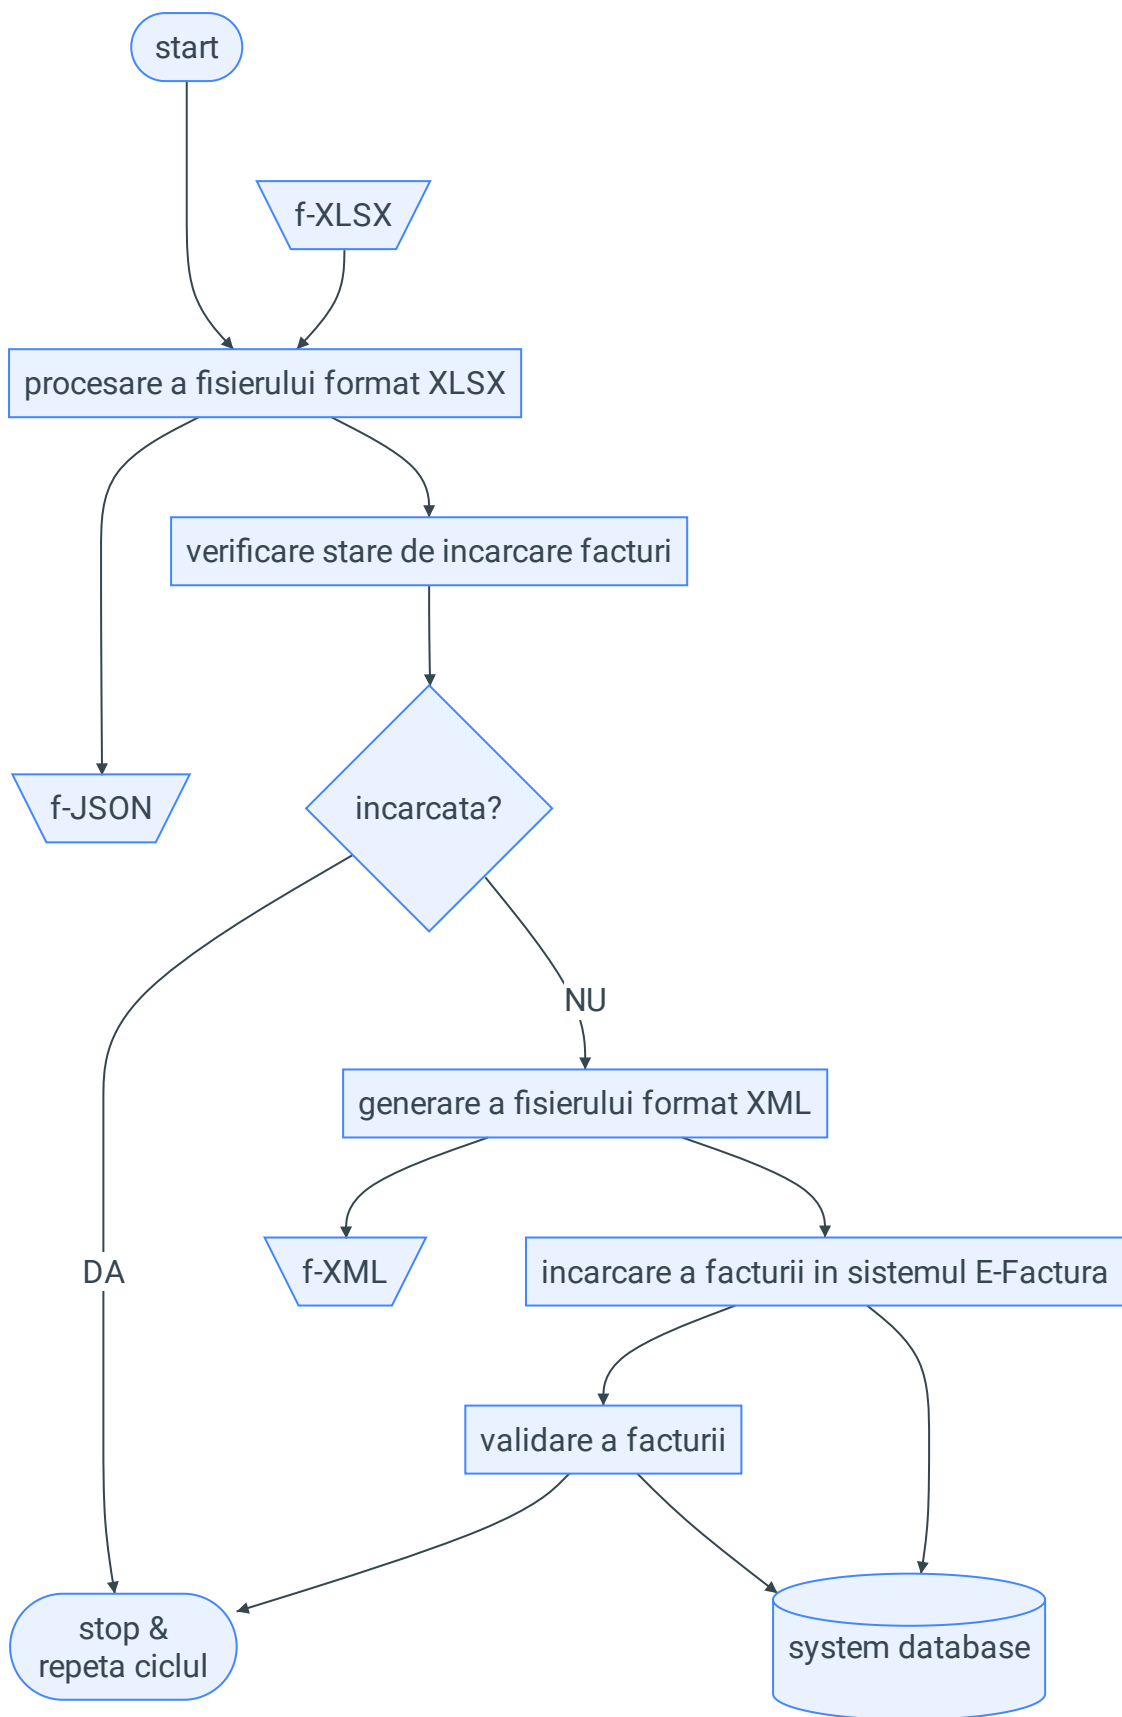 start
f-XLSX
procesare a fisierului format XLSX
verificare stare de incarcare facturi
f-JSON
incarcata?
NU
generare a fisierului format XML
DA
f-XML
incarcare a facturii in sistemul E-Factura
validare a facturii
stop &
repeta ciclul
system database